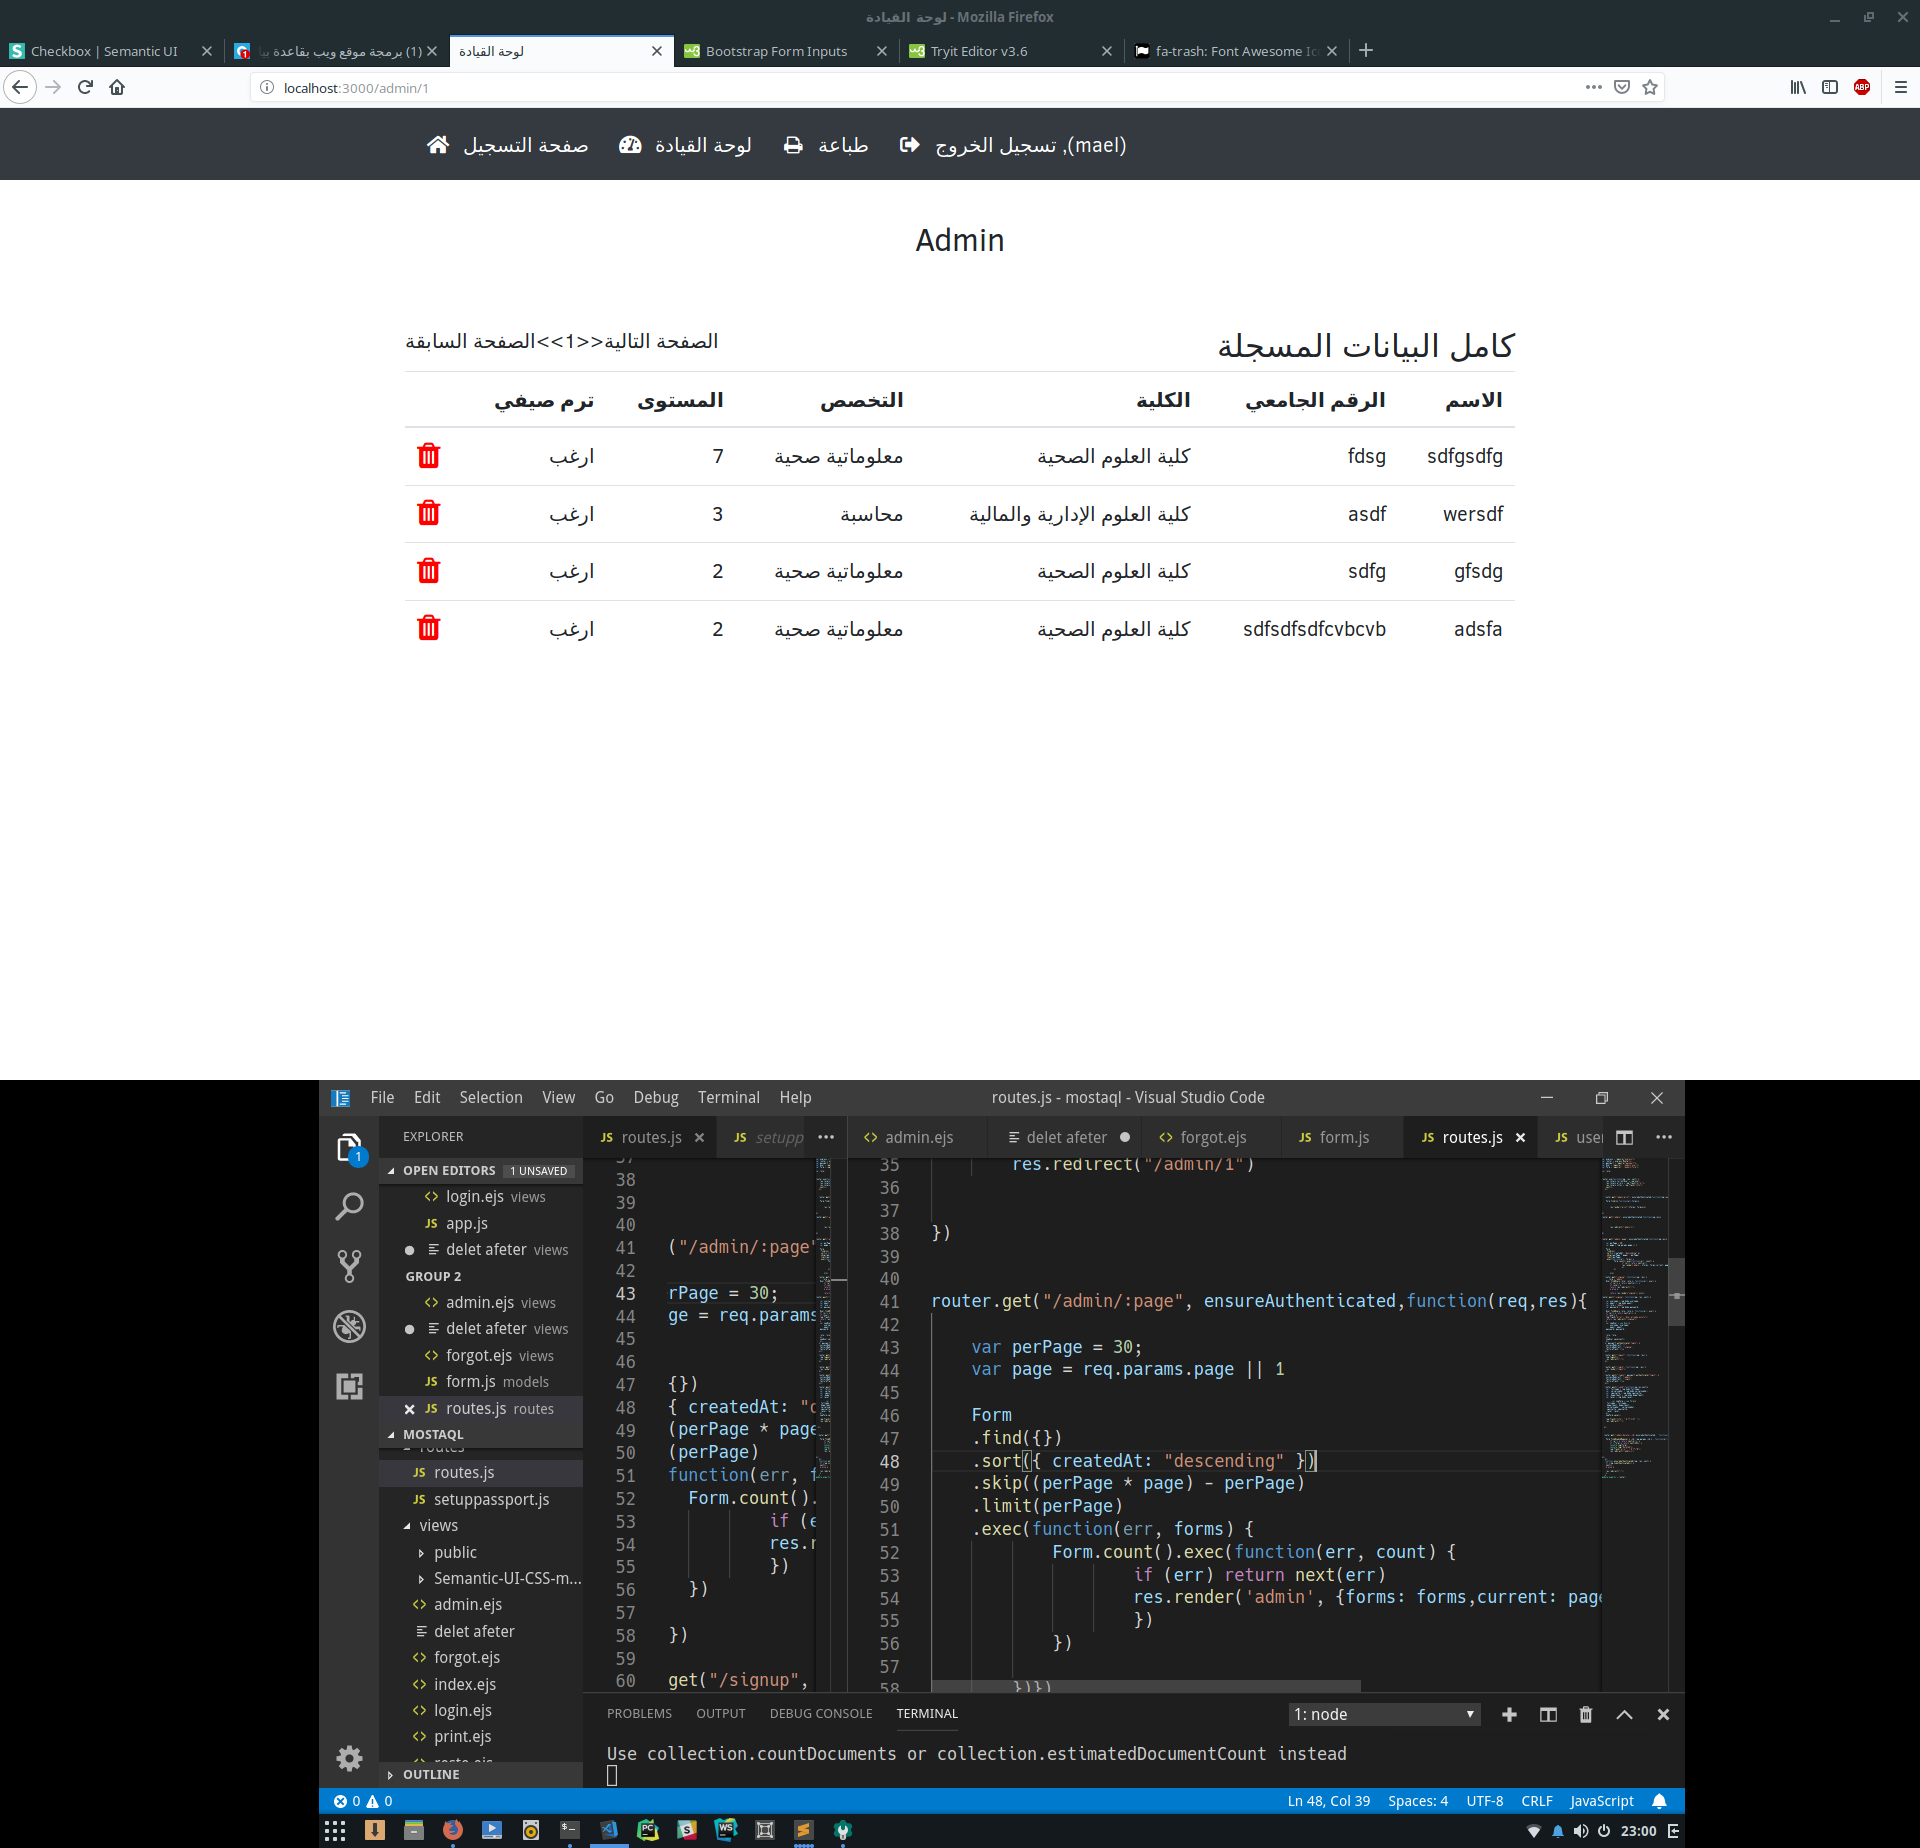 لوحة القيادة - Mozilla Firefox
Checkbox | Semantic UI
(1) برمجة موقع ويب بقاعدة
لوحة القيادة
Bootstrap Form Inputs
Tryit Editor v3.6
fa-trash: Font Awesome Ic
localhost:3000/admin/1
ABP
صفحة التسجيل
لوحة القيادة
طباعة
تسجيل الخروج ,(mael)
Admin
كامل البيانات المسجلة
الصفحة السابقة<<1>>الصفحة التالية
الاسم الرقم الجامعي الكلية التخصص المستوى ترم صيفي
sdfgsdfg fdsg كلية العلوم الصحية معلوماتية صحية 7 ارغب
wersdf asdf كلية العلوم الإدارية والمالية محاسبة 3 ارغب
gfsdg sdfg كلية العلوم الصحية معلوماتية صحية 2 ارغب
adsfa sdfsdfsdfcvbcvb كلية العلوم الصحية معلوماتية صحية 2 ارغب
File Edit Selection View Go Debug Terminal Help
routes.js - mostaql - Visual Studio Code
EXPLORER
OPEN EDITORS 1 UNSAVED
login.ejs views
app.js
delet afeter views
GROUP 2
admin.ejs views
delet afeter views
forgot.ejs views
form.js models
routes.js routes
MOSTAQL
routes
routes.js
setuppassport.js
views
public
Semantic-UI-CSS-m...
admin.ejs
delet afeter
forgot.ejs
index.ejs
login.ejs
print.ejs
OUTLINE
routes.js setupp
37
38
39
40
41 ("/admin/:page"
42
43 rPage = 30;
44 ge = req.params
45
46
47 {})
48 { createdAt: "d
49 (perPage * page
50 (perPage)
51 function(err, f
52 Form.count().
53 if (e
54 res.r
55 })
56 })
57
58 })
59
60 get("/signup",
admin.ejs delet afeter forgot.ejs form.js routes.js user
35 res.redirect("/admin/1")
36
37
38 })
39
40
41 router.get("/admin/:page", ensureAuthenticated,function(req,res){
42
43 var perPage = 30;
44 var page = req.params.page || 1
45
46 Form
47 .find({})
48 .sort({ createdAt: "descending" })
49 .skip((perPage * page) - perPage)
50 .limit(perPage)
51 .exec(function(err, forms) {
52 Form.count().exec(function(err, count) {
53 if (err) return next(err)
54 res.render('admin', {forms: forms,current: page
55 })
56 })
57
58 })})
PROBLEMS OUTPUT DEBUG CONSOLE TERMINAL
1: node
Use collection.countDocuments or collection.estimatedDocumentCount instead
0 0
Ln 48, Col 39 Spaces: 4 UTF-8 CRLF JavaScript
23:00